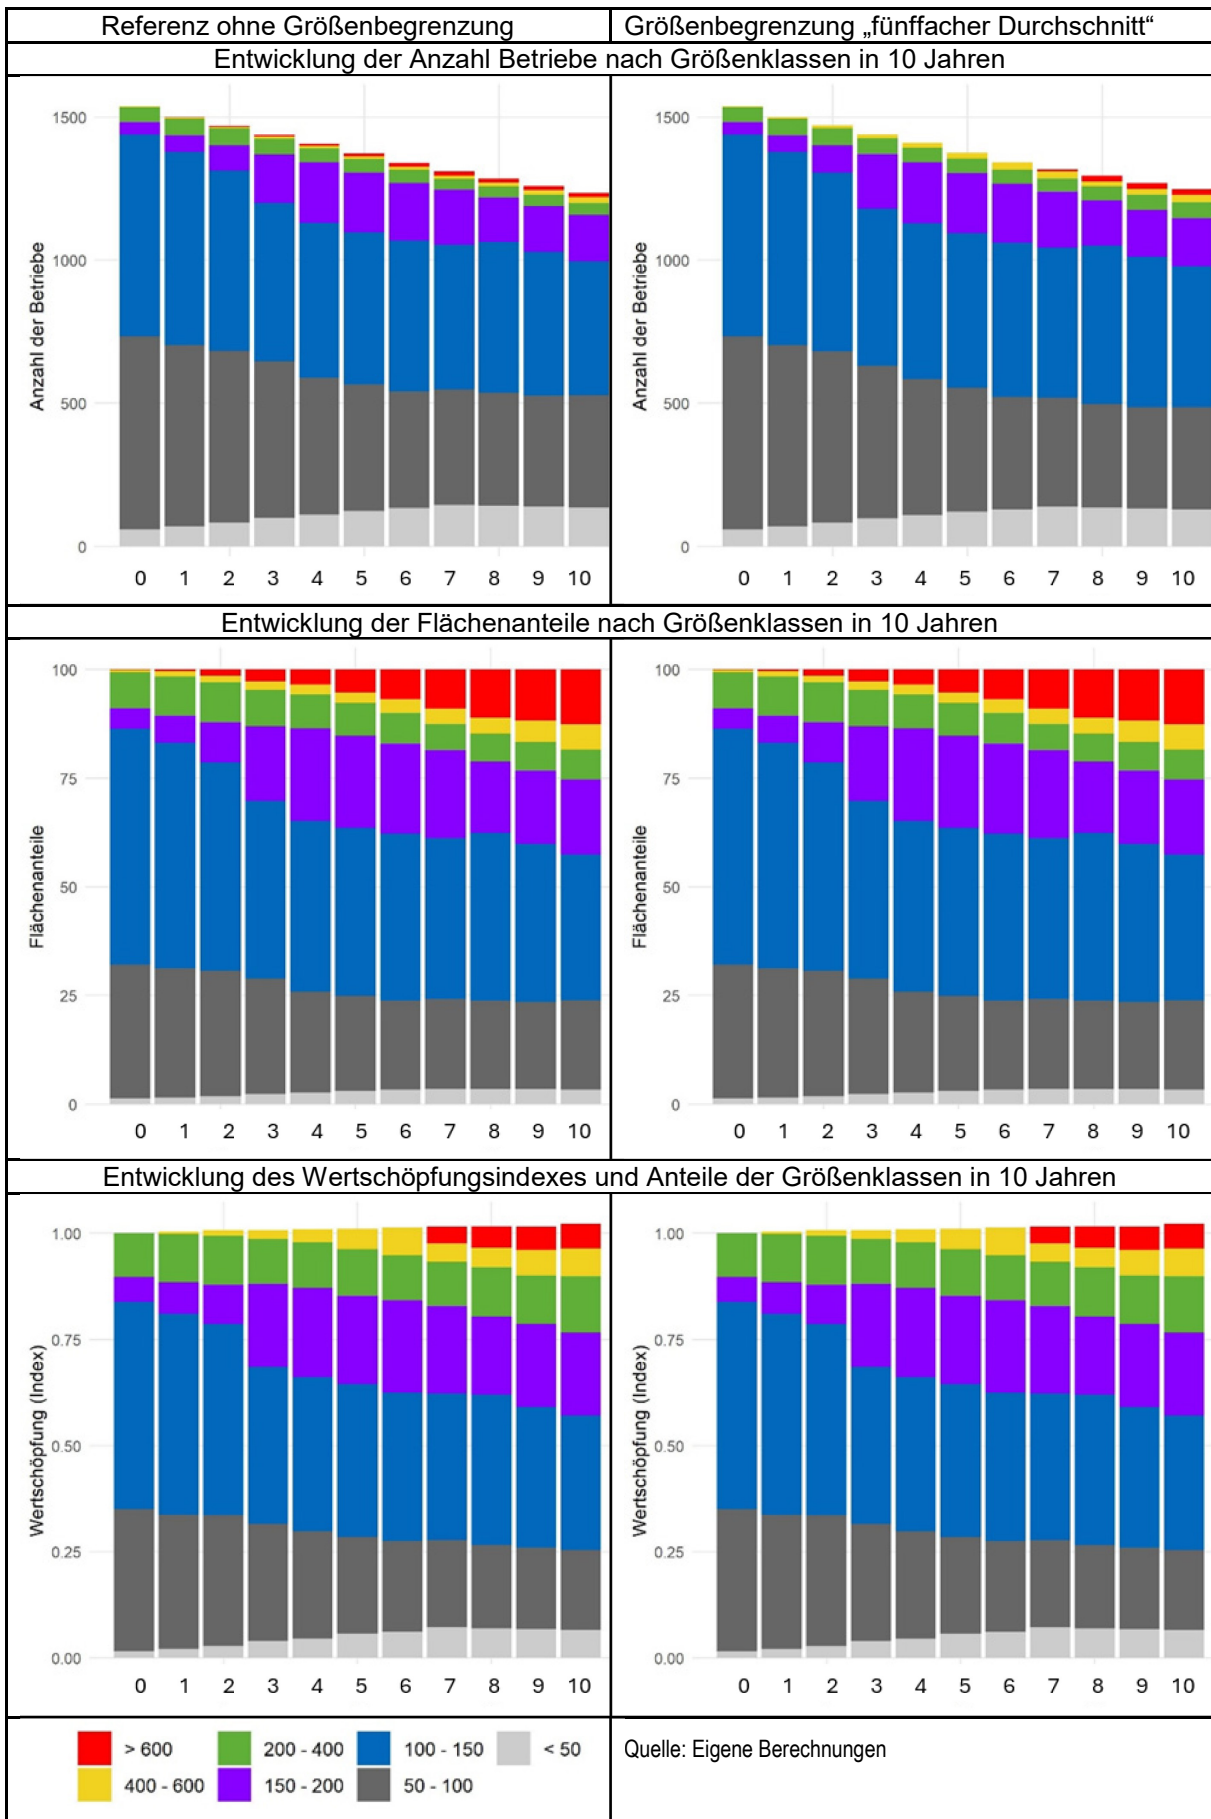 Referenz ohne Größenbegrenzung
Größenbegrenzung „fünffacher Durchschnitt“
Entwicklung der Anzahl Betriebe nach Größenklassen in 10 Jahren
Anzahl der Betriebe
1500
1000
500
0
0 1 2 3 4 5 6 7 8 9 10
Anzahl der Betriebe
1500
1000
500
0
0 1 2 3 4 5 6 7 8 9 10
Entwicklung der Flächenanteile nach Größenklassen in 10 Jahren
Flächenanteile
100
75
50
25
0
0 1 2 3 4 5 6 7 8 9 10
Flächenanteile
100
75
50
25
0
0 1 2 3 4 5 6 7 8 9 10
Entwicklung des Wertschöpfungsindexes und Anteile der Größenklassen in 10 Jahren
Wertschöpfung (Index)
1.00
0.75
0.50
0.25
0.00
0 1 2 3 4 5 6 7 8 9 10
Wertschöpfung (Index)
1.00
0.75
0.50
0.25
0.00
0 1 2 3 4 5 6 7 8 9 10
> 600 200 - 400 100 - 150 < 50
400 - 600 150 - 200 50 - 100
Quelle: Eigene Berechnungen